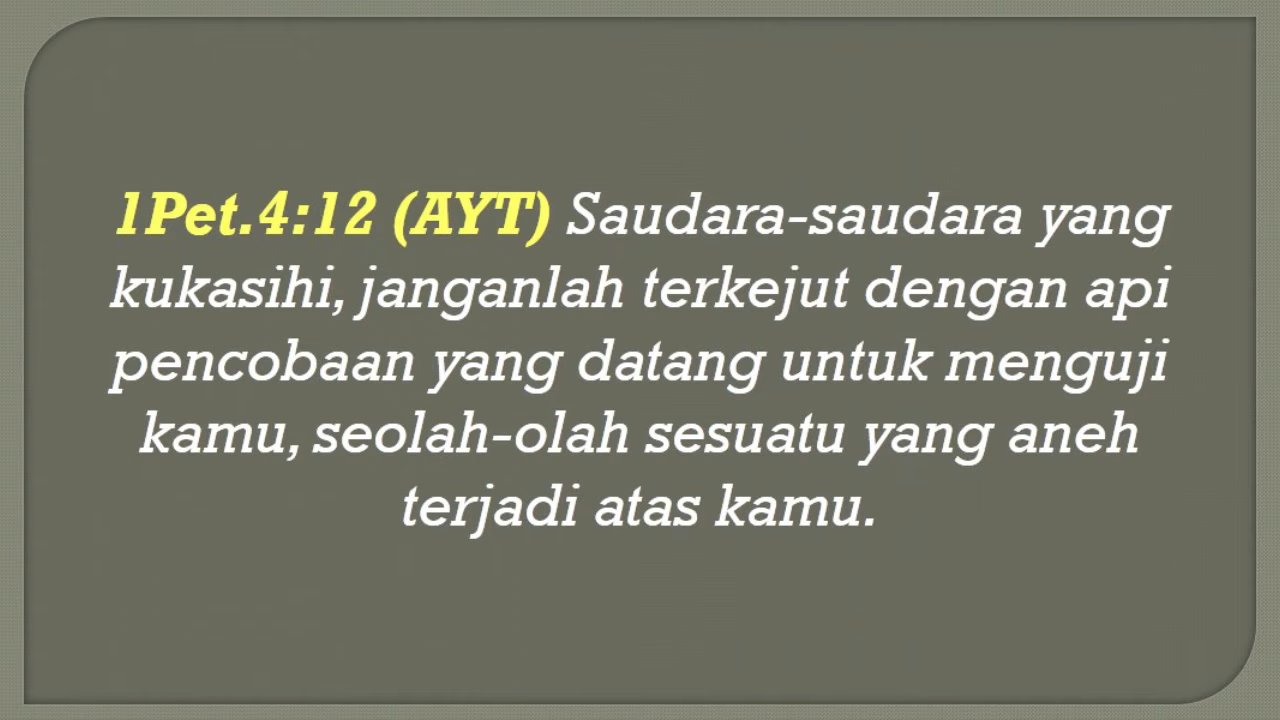 1Pet.4:12 (AYT) Saudara-saudara yang
kukasihi, janganlah terkejut dengan api
pencobaan yang datang untuk menguji
kamu, seolah-olah sesuatu yang aneh
terjadi atas kamu.